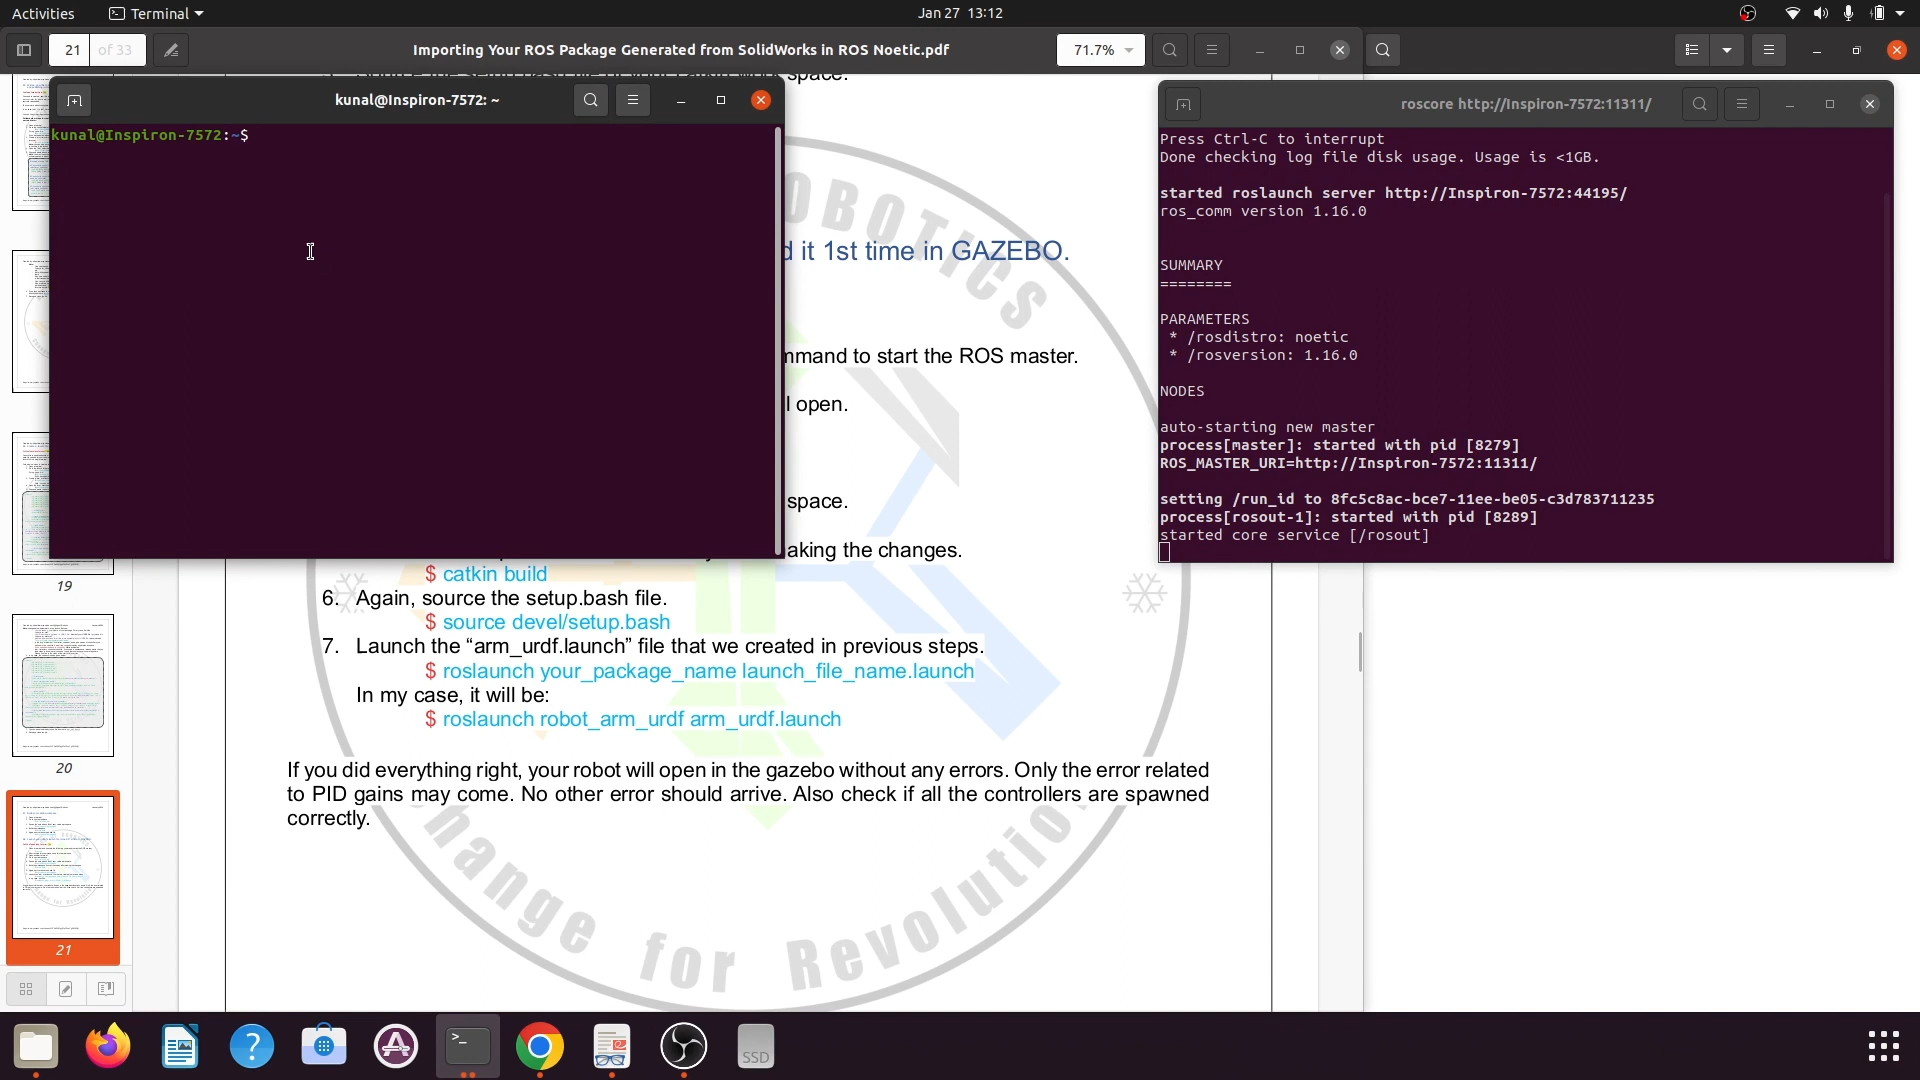 Activities
Terminal
Jan 27 13:12
21 of 33
Importing Your ROS Package Generated from SolidWorks in ROS Noetic.pdf
71.7%
space.
kunal@Inspiron-7572: ~
kunal@Inspiron-7572:~$
d it 1st time in GAZEBO.
mmand to start the ROS master.
l open.
space.
aking the changes.
$ catkin build
6. Again, source the setup.bash file.
$ source devel/setup.bash
7. Launch the “arm_urdf.launch” file that we created in previous steps.
$ roslaunch your_package_name launch_file_name.launch
In my case, it will be:
$ roslaunch robot_arm_urdf arm_urdf.launch
If you did everything right, your robot will open in the gazebo without any errors. Only the error related
to PID gains may come. No other error should arrive. Also check if all the controllers are spawned
correctly.
OBOTICS
hange for Revolutio
roscore http://Inspiron-7572:11311/
Press Ctrl-C to interrupt
Done checking log file disk usage. Usage is <1GB.
started roslaunch server http://Inspiron-7572:44195/
ros_comm version 1.16.0
SUMMARY
========
PARAMETERS
* /rosdistro: noetic
* /rosversion: 1.16.0
NODES
auto-starting new master
process[master]: started with pid [8279]
ROS_MASTER_URI=http://Inspiron-7572:11311/
setting /run_id to 8fc5c8ac-bce7-11ee-be05-c3d783711235
process[rosout-1]: started with pid [8289]
started core service [/rosout]
19
20
21
SSD